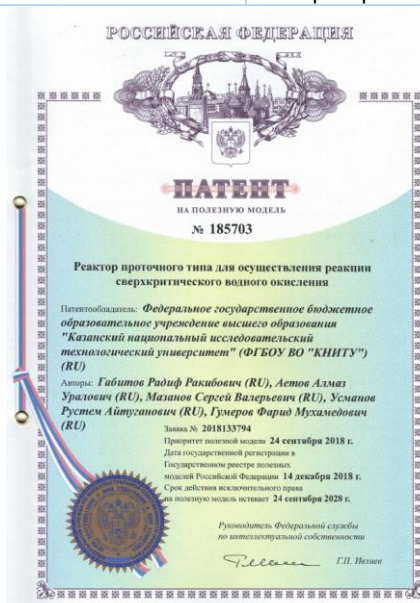 РОССИЙСКАЯ ФЕДЕРАЦИЯ
ПАТЕНТ
НА ПОЛЕЗНУЮ МОДЕЛЬ
№ 185703
Реактор проточного типа для осуществления реакции
сверхкритического водного окисления
Патентообладатель: Федеральное государственное бюджетное
образовательное учреждение высшего образования
"Казанский национальный исследовательский
технологический университет" (ФГБОУ ВО "КНИТУ")
(RU)
Авторы: Габитов Радиф Ракибович (RU), Аетов Алмаз
Уралович (RU), Мазанов Сергей Валерьевич (RU), Усманов
Рустем Айтуганович (RU), Гумеров Фарид Мухамедович
(RU)
Заявка № 2018133794
Приоритет полезной модели 24 сентября 2018 г.
Дата государственной регистрации в
Государственном реестре полезных
моделей Российской Федерации 14 декабря 2018 г.
Срок действия исключительного права
на полезную модель истекает 24 сентября 2028 г.
Руководитель Федеральной службы
по интеллектуальной собственности
Г.П. Ивлиев